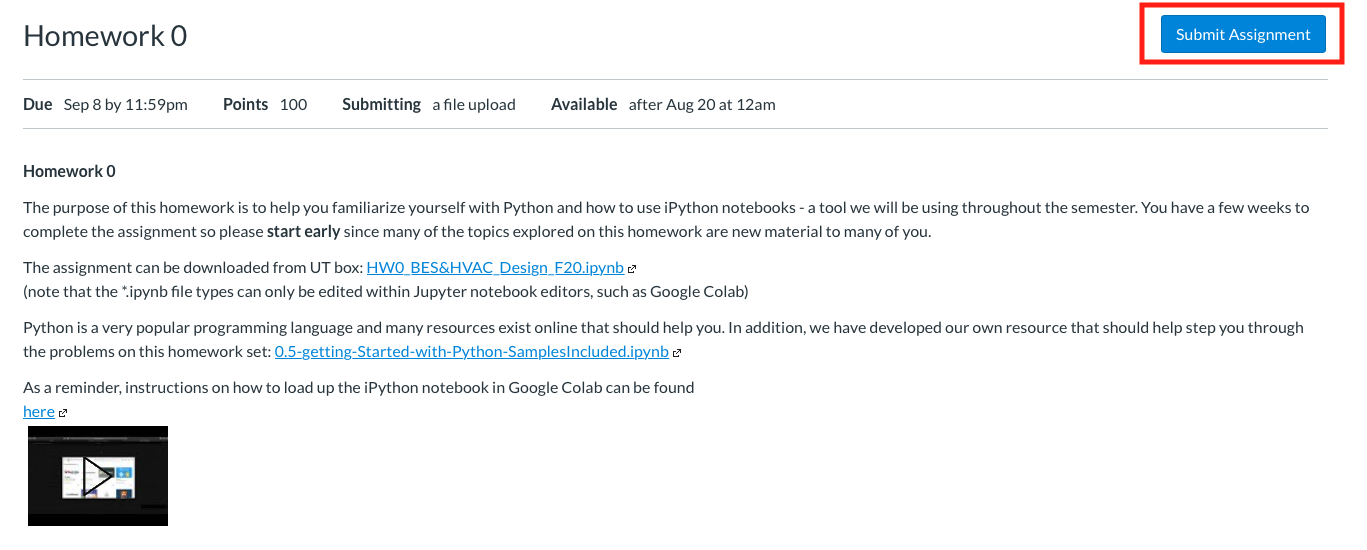 Homework 0
Submit Assignment
Due Sep 8 by 11:59pm Points 100 Submitting a file upload Available after Aug 20 at 12am
Homework 0
The purpose of this homework is to help you familiarize yourself with Python and how to use iPython notebooks - a tool we will be using throughout the semester. You have a few weeks to
complete the assignment so please start early since many of the topics explored on this homework are new material to many of you.
The assignment can be downloaded from UT box: HW0_BES&HVAC_Design_F20.ipynb
(note that the *.ipynb file types can only be edited within Jupyter notebook editors, such as Google Colab)
Python is a very popular programming language and many resources exist online that should help you. In addition, we have developed our own resource that should help step you through
the problems on this homework set: 0.5-getting-Started-with-Python-SamplesIncluded.ipynb
As a reminder, instructions on how to load up the iPython notebook in Google Colab can be found
here